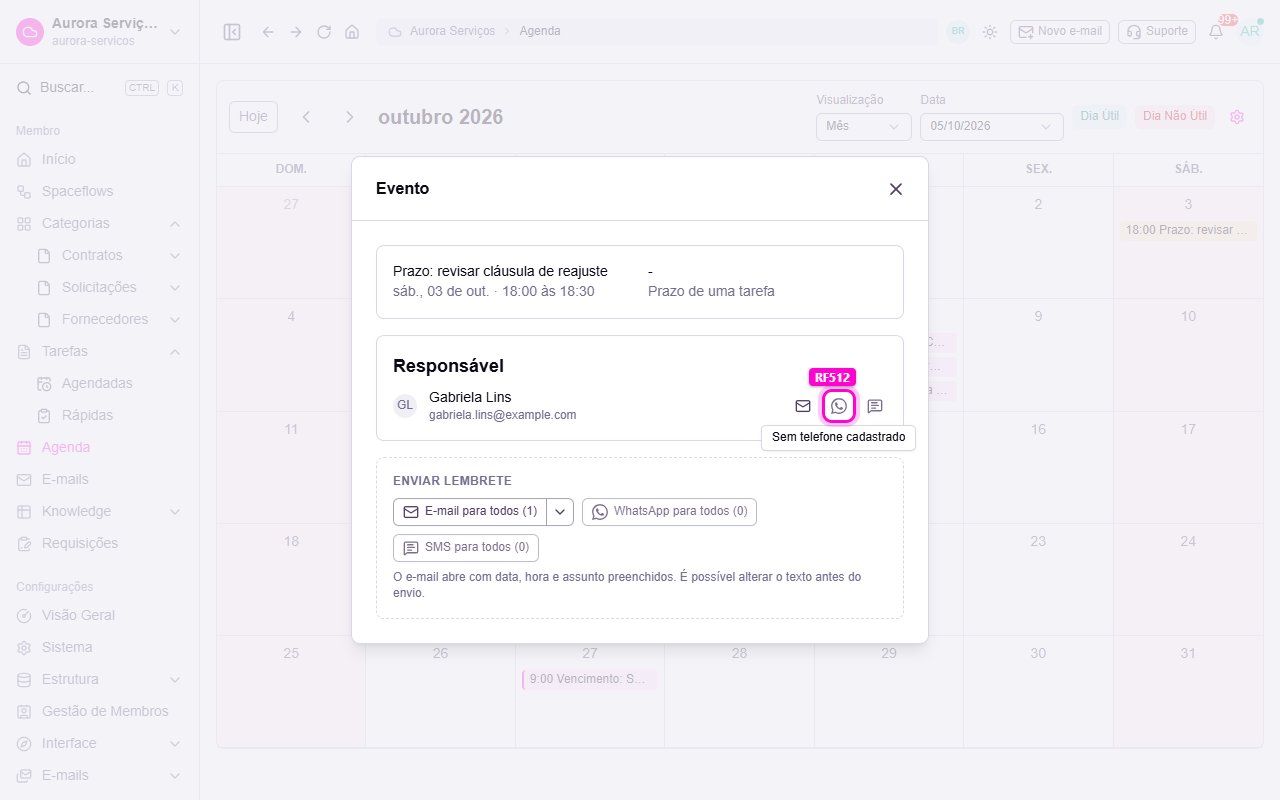 Aurora Serviç...
aurora-servicos
Aurora Serviços
Agenda
BR
Novo e-mail
Suporte
99+
AR
Buscar...
CTRL
K
Membro
Início
Spaceflows
Categorias
Contratos
Solicitações
Fornecedores
Tarefas
Agendadas
Rápidas
Agenda
E-mails
Knowledge
Requisições
Configurações
Visão Geral
Sistema
Estrutura
Gestão de Membros
Interface
E-mails
Hoje
outubro 2026
Visualização
Mês
Data
05/10/2026
Dia Útil
Dia Não Útil
DOM.
SEX.
SÁB.
27
2
3
18:00 Prazo: revisar ...
4
9
10
C...
a ...
11
16
17
18
23
24
25
26
27
28
29
30
31
9:00 Vencimento: S...
Evento
Prazo: revisar cláusula de reajuste
sáb., 03 de out. · 18:00 às 18:30
-
Prazo de uma tarefa
Responsável
GL
Gabriela Lins
gabriela.lins@example.com
RF512
Sem telefone cadastrado
ENVIAR LEMBRETE
E-mail para todos (1)
WhatsApp para todos (0)
SMS para todos (0)
O e-mail abre com data, hora e assunto preenchidos. É possível alterar o texto antes do
envio.